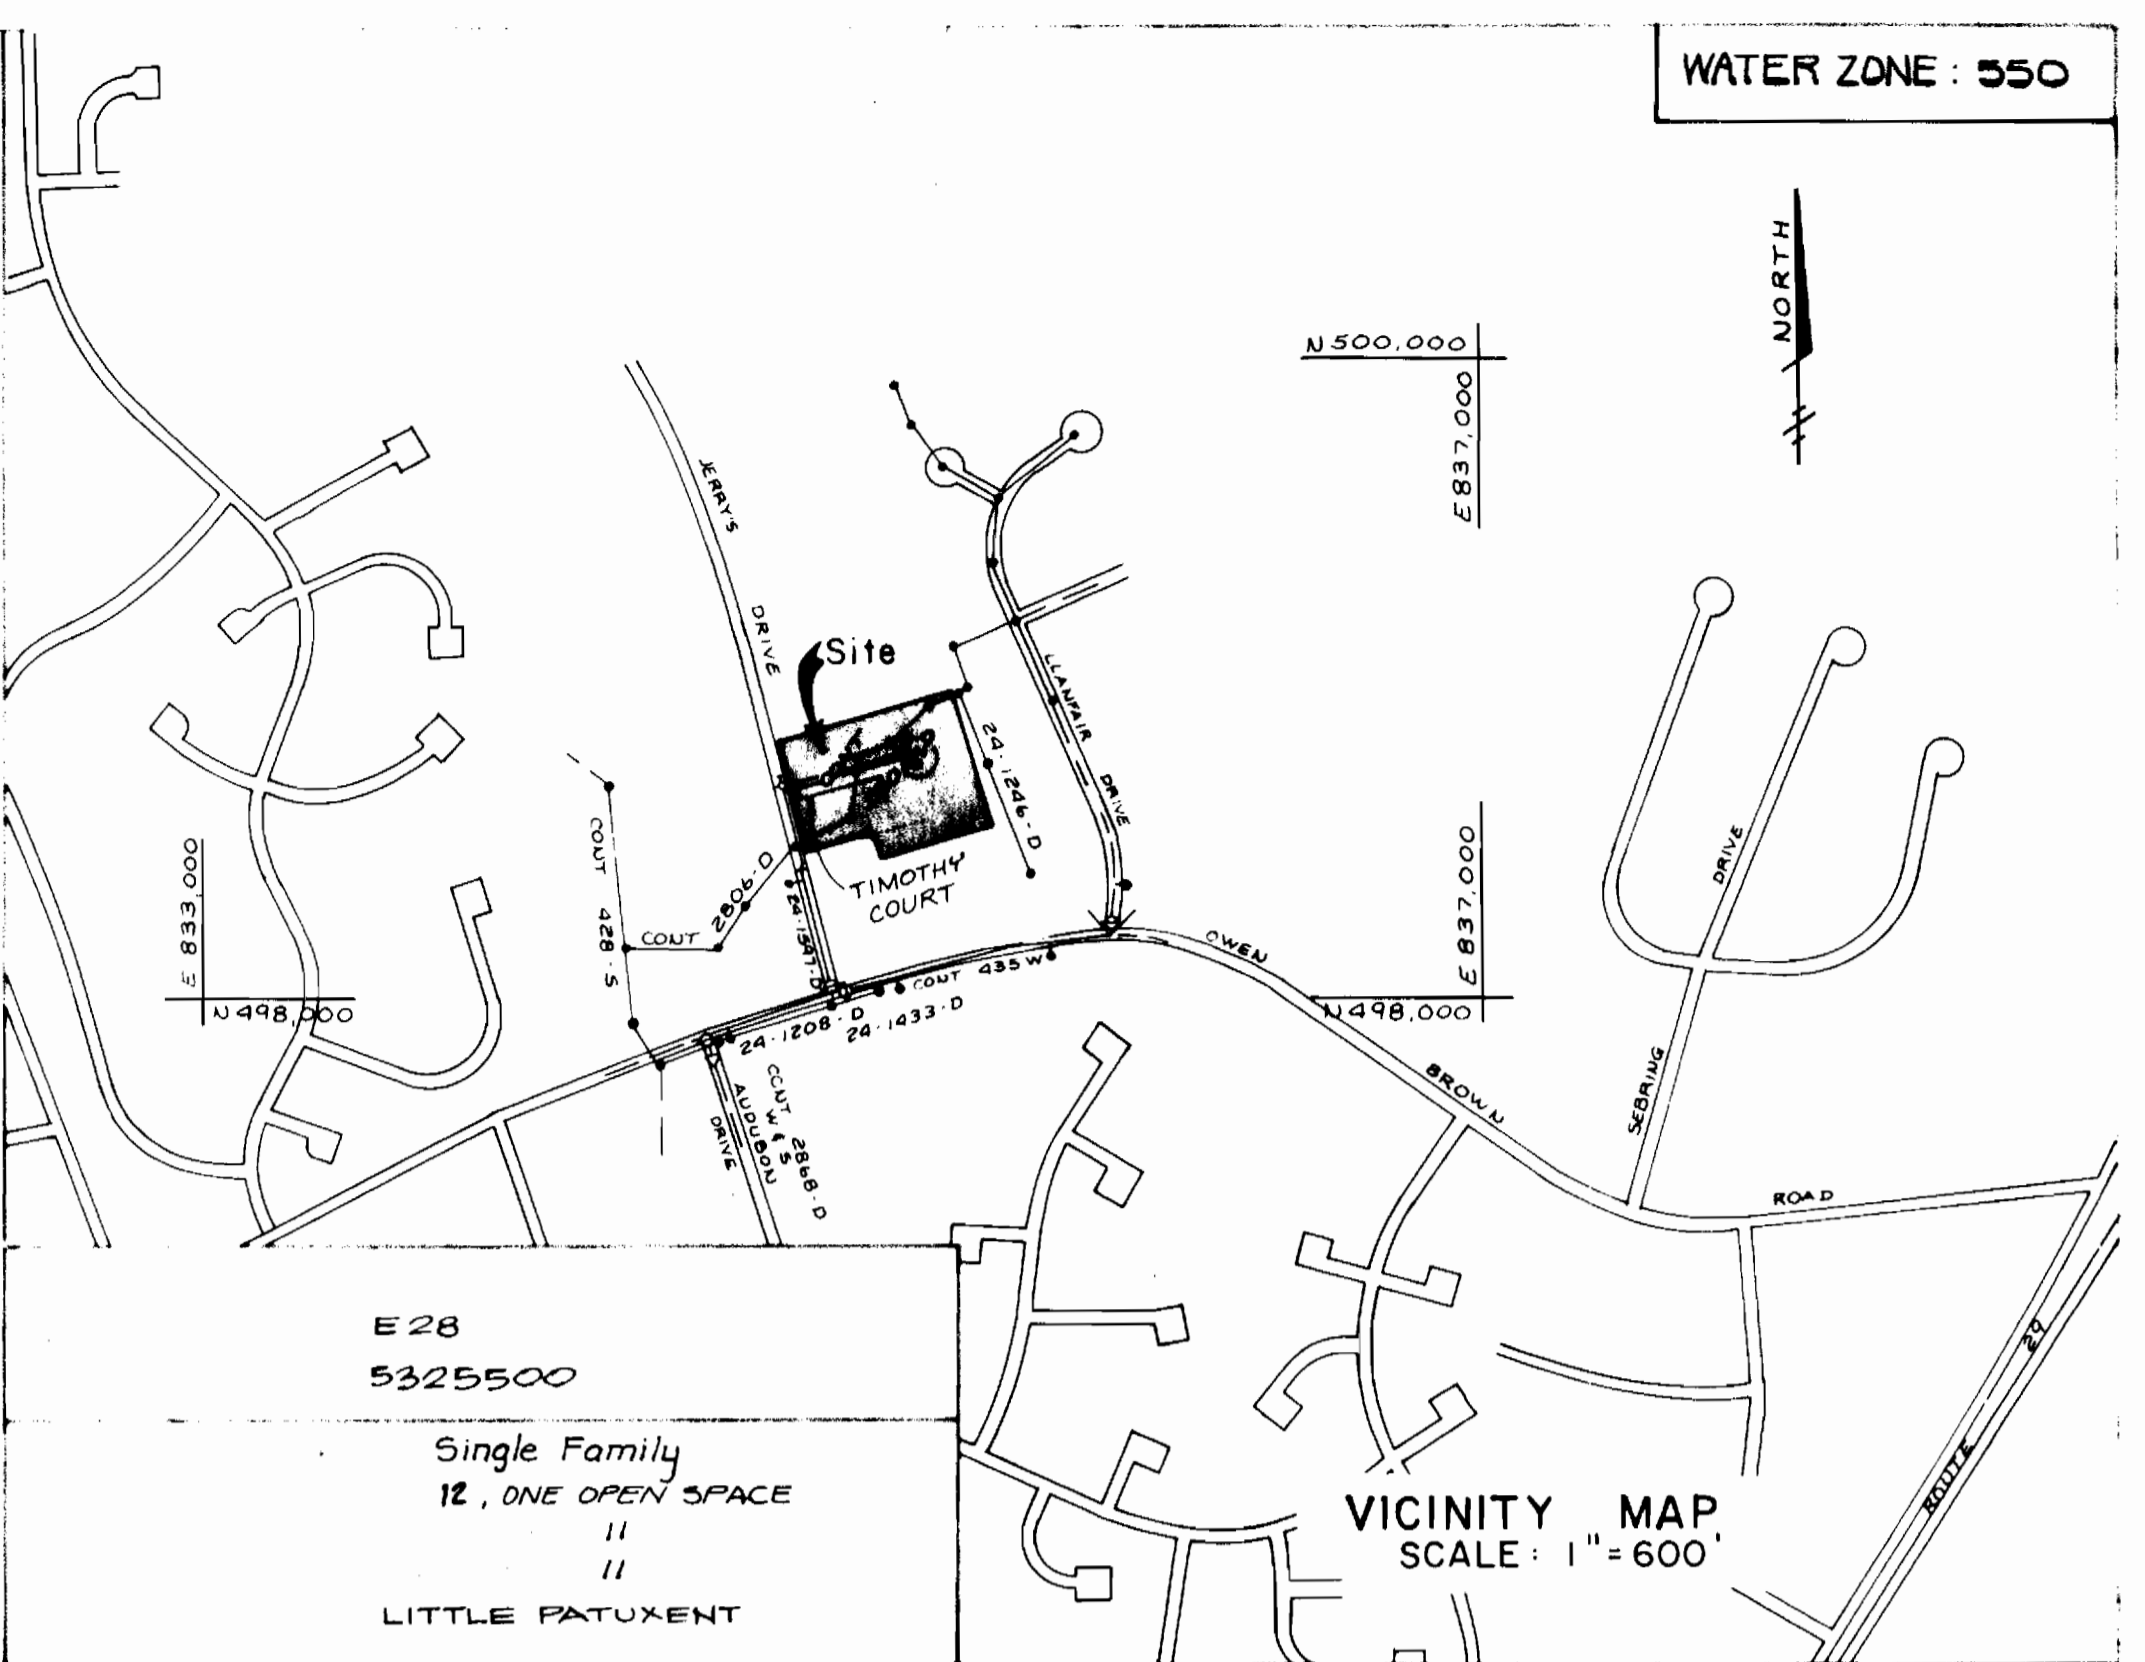 WATER ZONE : 550
NORTH
N 500,000
E 837,000
JERRY'S
DRIVE
Site
LLANFAIR
DRIVE
24-1246-D
TIMOTHY
COURT
CONT 428-S
CONT 2806-D
24-1597-D
E 833,000
N 498,000
OWEN
BROWN
ROAD
CONT 435 W
24-1208-D
24-1433-D
CONT 2868-D
W & S
AUDUBON
DRIVE
E 837,000
N 498,000
SEBRING
DRIVE
ROUTE 29
E 28
5325500
Single Family
12, ONE OPEN SPACE
"
"
LITTLE PATUXENT
VICINITY MAP
SCALE: 1"=600'